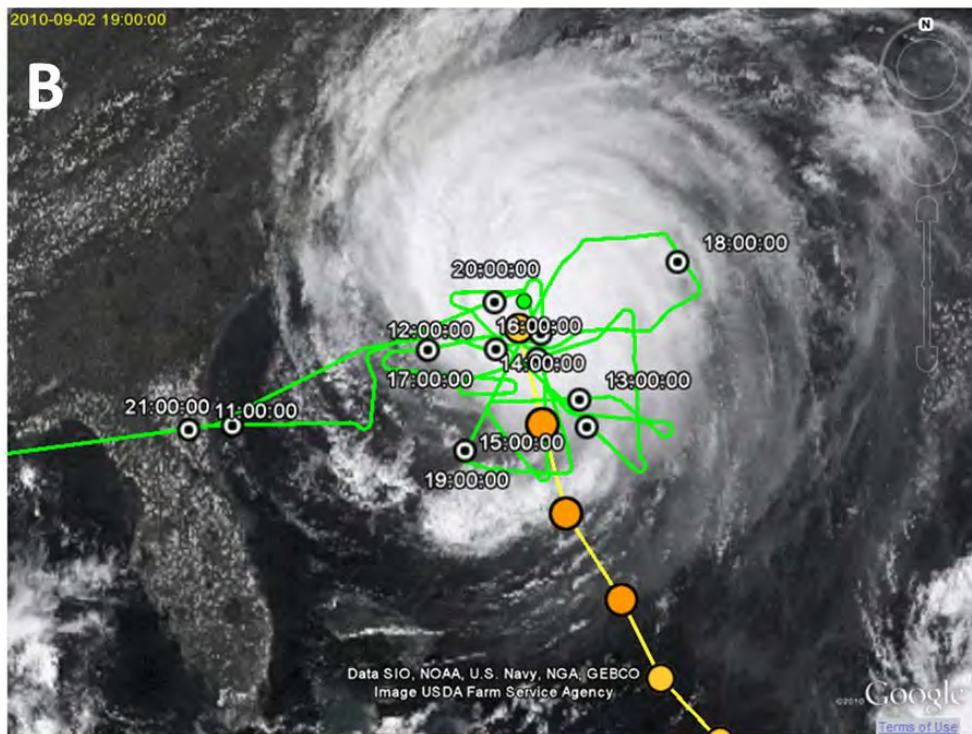 2010-09-02 19:00:00
B
N
18:00:00
20:00:00
12:00:00
16:00:00
14:00:00
17:00:00
13:00:00
21:00:00
11:00:00
15:00:00
19:00:00
Data SIO, NOAA, U.S. Navy, NGA, GEBCO
Image USDA Farm Service Agency
©2010 Google
Terms of Use